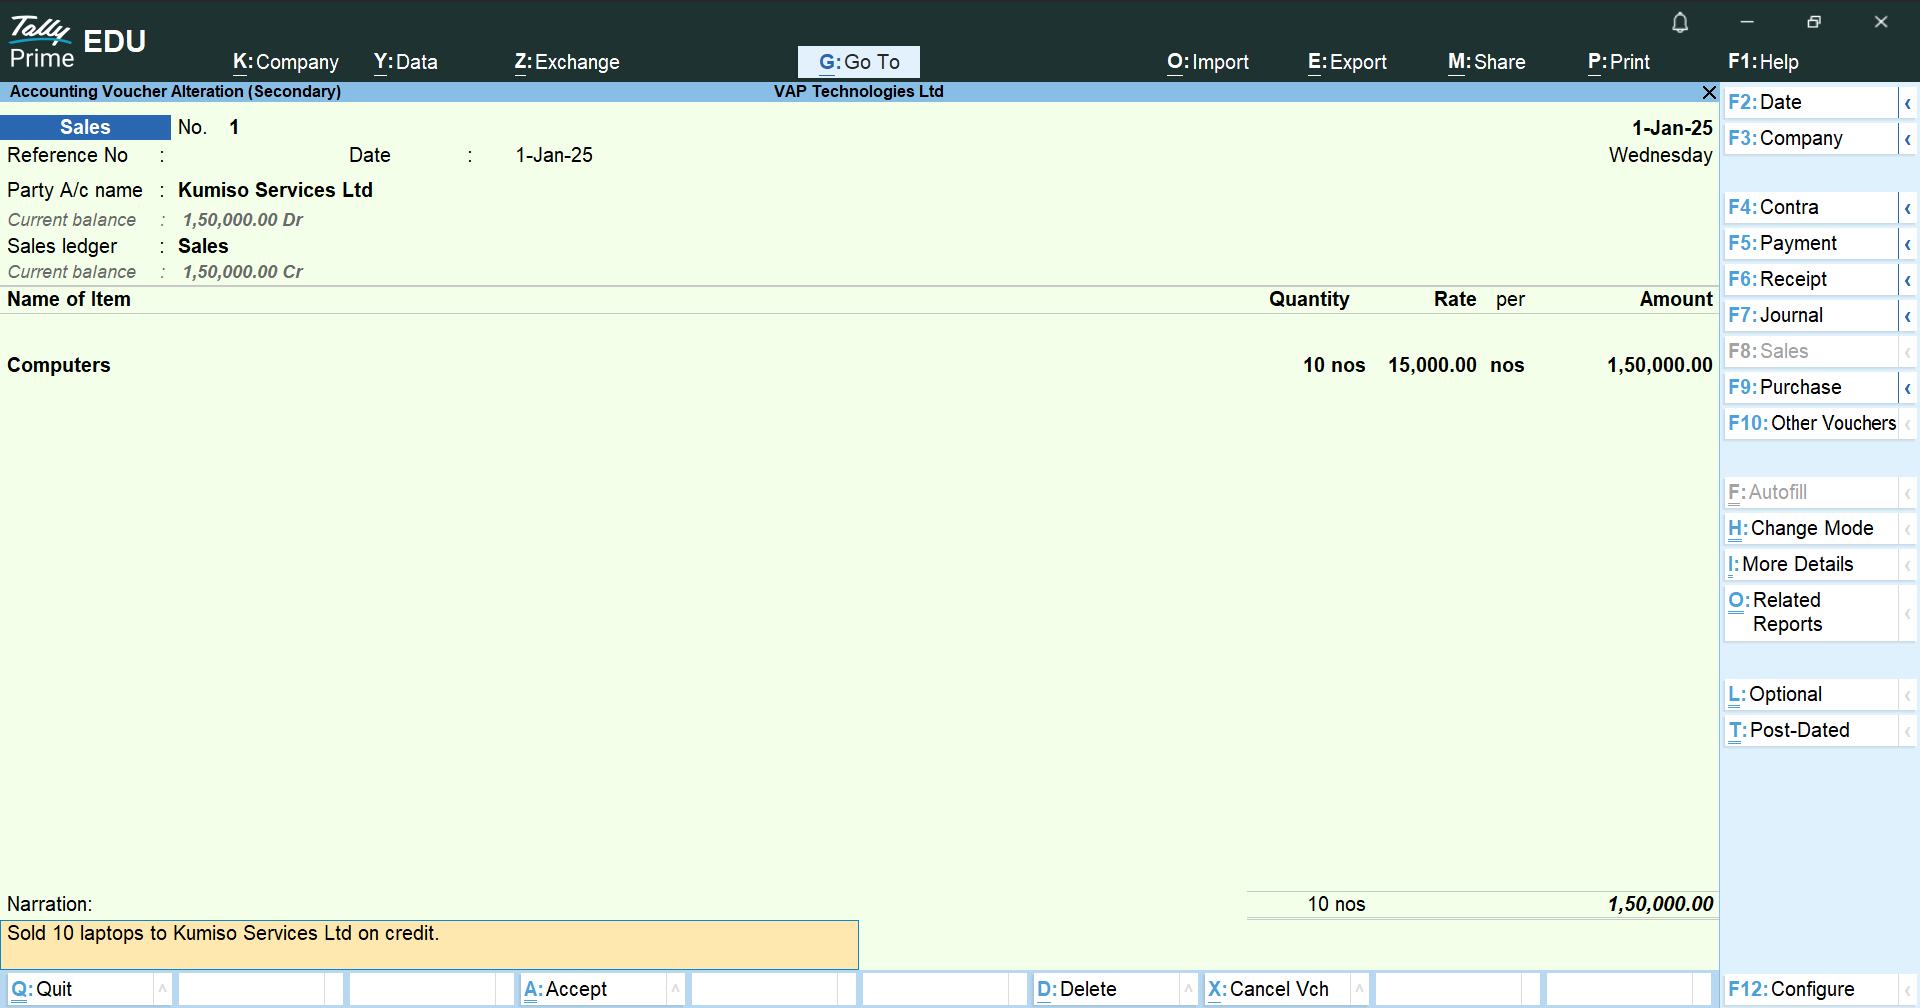 Tally Prime EDU
K:Company Y:Data Z:Exchange G:Go To O:Import E:Export M:Share P:Print F1:Help
Accounting Voucher Alteration (Secondary) VAP Technologies Ltd
Sales No. 1 1-Jan-25
Reference No : Date : 1-Jan-25 Wednesday
Party A/c name : Kumiso Services Ltd
Current balance : 1,50,000.00 Dr
Sales ledger : Sales
Current balance : 1,50,000.00 Cr
Name of Item Quantity Rate per Amount
Computers 10 nos 15,000.00 nos 1,50,000.00
Narration: 10 nos 1,50,000.00
Sold 10 laptops to Kumiso Services Ltd on credit.
F2:Date
F3:Company
F4:Contra
F5:Payment
F6:Receipt
F7:Journal
F8:Sales
F9:Purchase
F10:Other Vouchers
F:Autofill
H:Change Mode
I:More Details
O:Related
Reports
L:Optional
T:Post-Dated
Q:Quit A:Accept D:Delete X:Cancel Vch F12:Configure